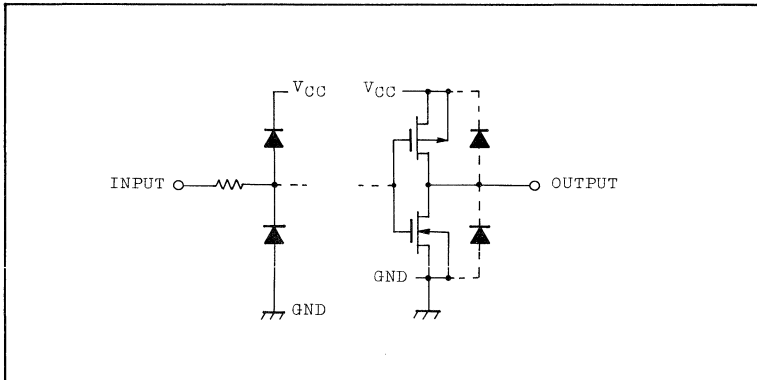 VCC
VCC
INPUT
OUTPUT
GND
GND